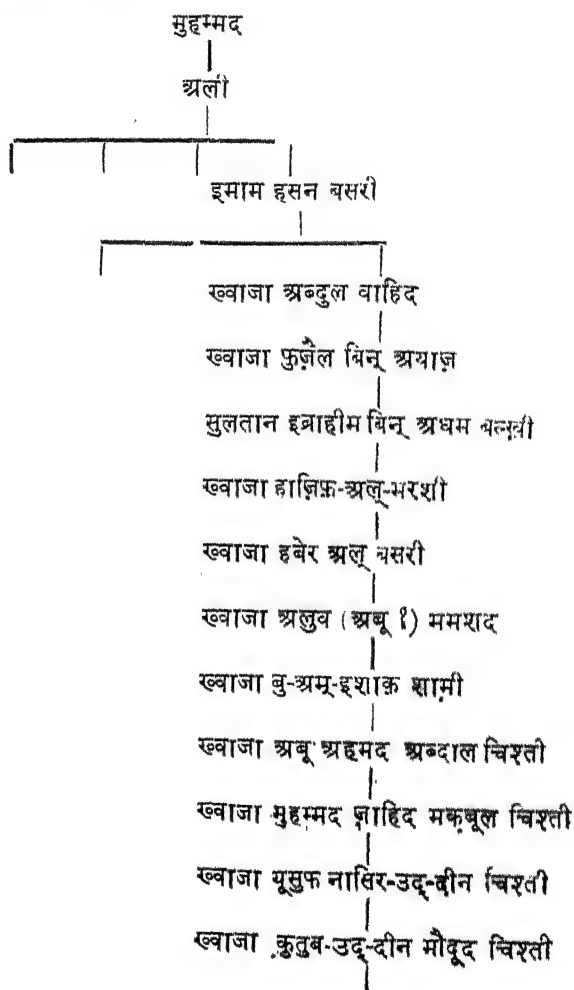 मुहम्मद
अली
इमाम हसन बसरी
ख्वाजा अब्दुल वाहिद
ख्वाजा फ़ुज़ैल बिन् अयाज़
सुलतान इब्राहीम बिन् अधम बल्ख़ी
ख्वाजा हाज़िफ़-अल्-मरशी
ख्वाजा हबेर अल् बसरी
ख्वाजा अलुव (अबू ?) ममशद
ख्वाजा बु-अमू-इशाक़ शामी
ख्वाजा अबू अहमद अब्दाल चिश्ती
ख्वाजा मुहम्मद ज़ाहिद मक़बूल चिश्ती
ख्वाजा यूसुफ नासिर-उद्-दीन चिश्ती
ख्वाजा क़ुतुब-उद्-दीन मौदूद चिश्ती